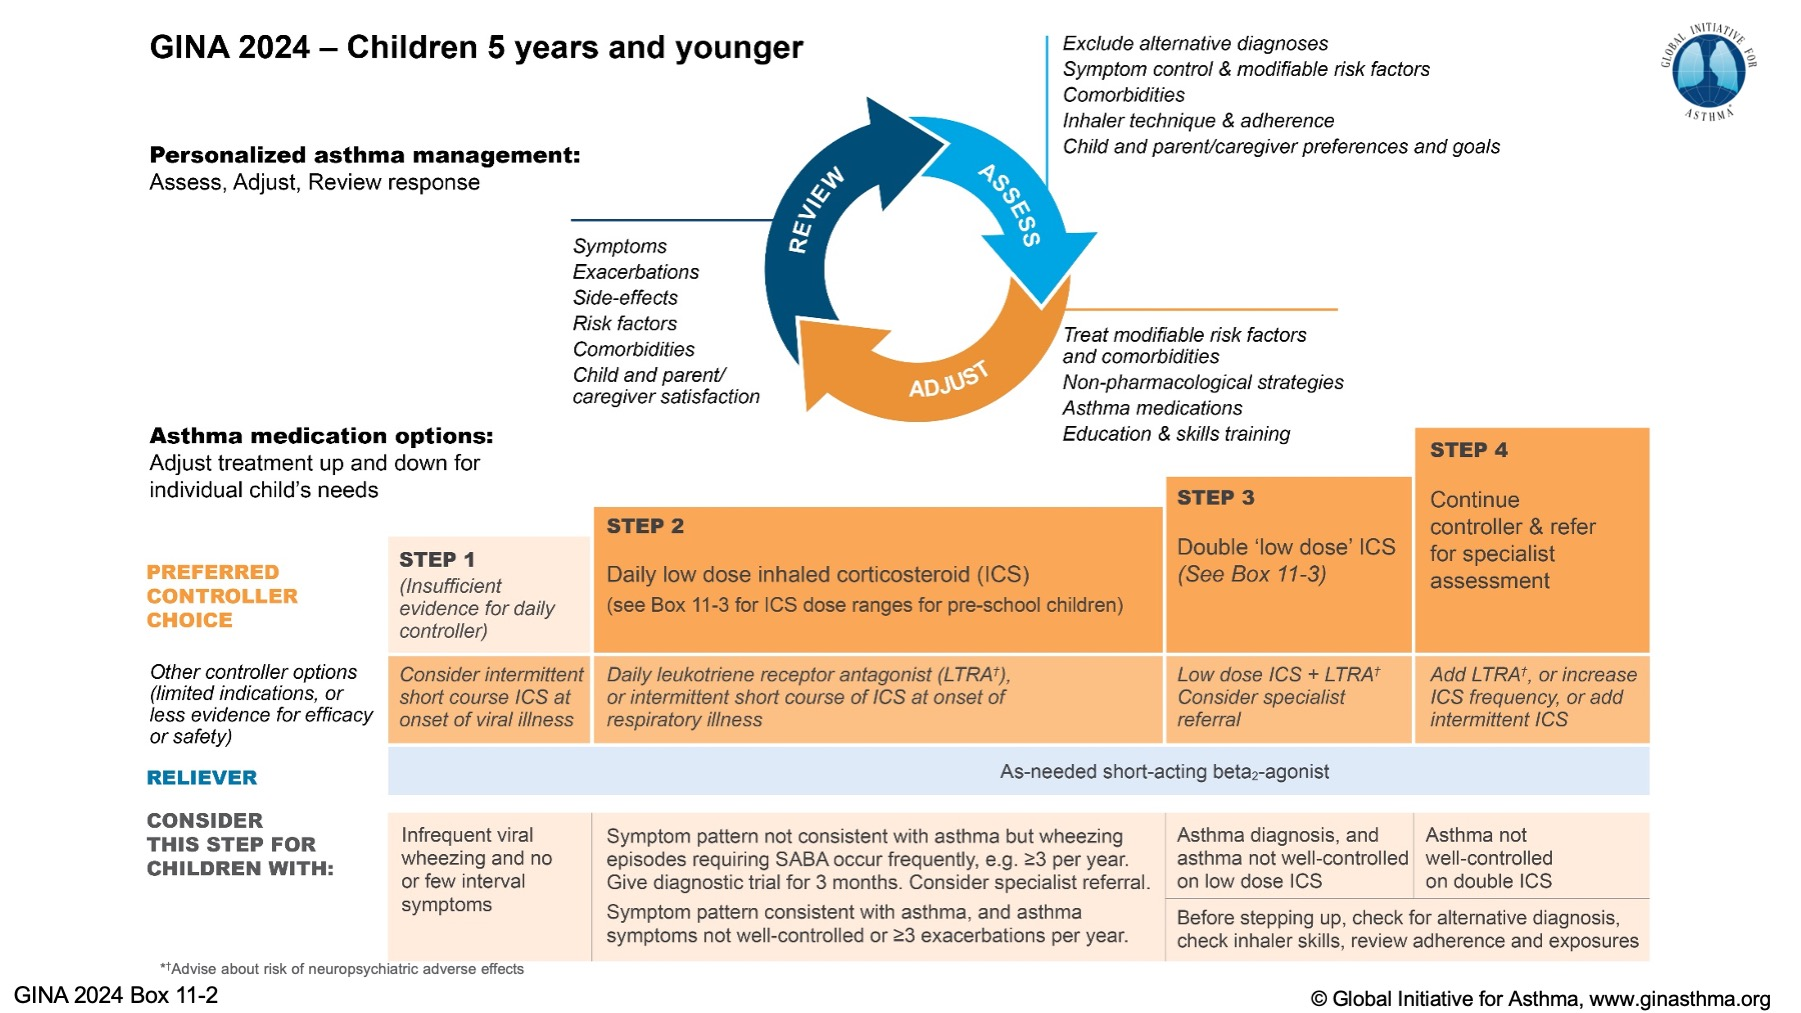 GINA 2024 – Children 5 years and younger
GLOBAL INITIATIVE FOR ASTHMA
Exclude alternative diagnoses
Symptom control & modifiable risk factors
Comorbidities
Inhaler technique & adherence
Child and parent/caregiver preferences and goals
Personalized asthma management:
Assess, Adjust, Review response
REVIEW
ASSESS
ADJUST
Symptoms
Exacerbations
Side-effects
Risk factors
Comorbidities
Child and parent/
caregiver satisfaction
Treat modifiable risk factors
and comorbidities
Non-pharmacological strategies
Asthma medications
Education & skills training
Asthma medication options:
Adjust treatment up and down for
individual child’s needs
PREFERRED
CONTROLLER
CHOICE
STEP 1
(Insufficient
evidence for daily
controller)
STEP 2
Daily low dose inhaled corticosteroid (ICS)
(see Box 11-3 for ICS dose ranges for pre-school children)
STEP 3
Double ‘low dose’ ICS
(See Box 11-3)
STEP 4
Continue
controller & refer
for specialist
assessment
Other controller options
(limited indications, or
less evidence for efficacy
or safety)
Consider intermittent
short course ICS at
onset of viral illness
Daily leukotriene receptor antagonist (LTRA†),
or intermittent short course of ICS at onset of
respiratory illness
Low dose ICS + LTRA†
Consider specialist
referral
Add LTRA†, or increase
ICS frequency, or add
intermittent ICS
RELIEVER
As-needed short-acting beta₂-agonist
CONSIDER
THIS STEP FOR
CHILDREN WITH:
Infrequent viral
wheezing and no
or few interval
symptoms
Symptom pattern not consistent with asthma but wheezing
episodes requiring SABA occur frequently, e.g. ≥3 per year.
Give diagnostic trial for 3 months. Consider specialist referral.
Symptom pattern consistent with asthma, and asthma
symptoms not well-controlled or ≥3 exacerbations per year.
Asthma diagnosis, and
asthma not well-controlled
on low dose ICS
Asthma not
well-controlled
on double ICS
Before stepping up, check for alternative diagnosis,
check inhaler skills, review adherence and exposures
*†Advise about risk of neuropsychiatric adverse effects
GINA 2024 Box 11-2
© Global Initiative for Asthma, www.ginasthma.org